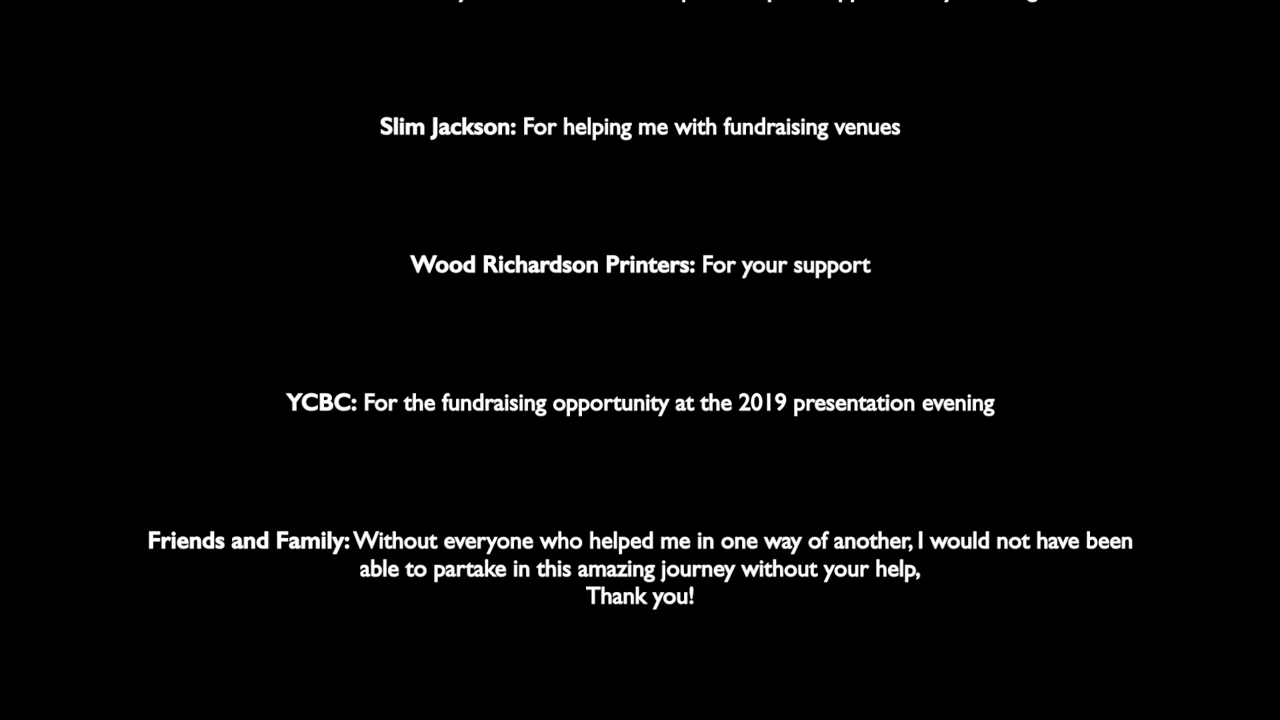 Slim Jackson: For helping me with fundraising venues
Wood Richardson Printers: For your support
YCBC: For the fundraising opportunity at the 2019 presentation evening
Friends and Family: Without everyone who helped me in one way of another, I would not have been
able to partake in this amazing journey without your help,
Thank you!